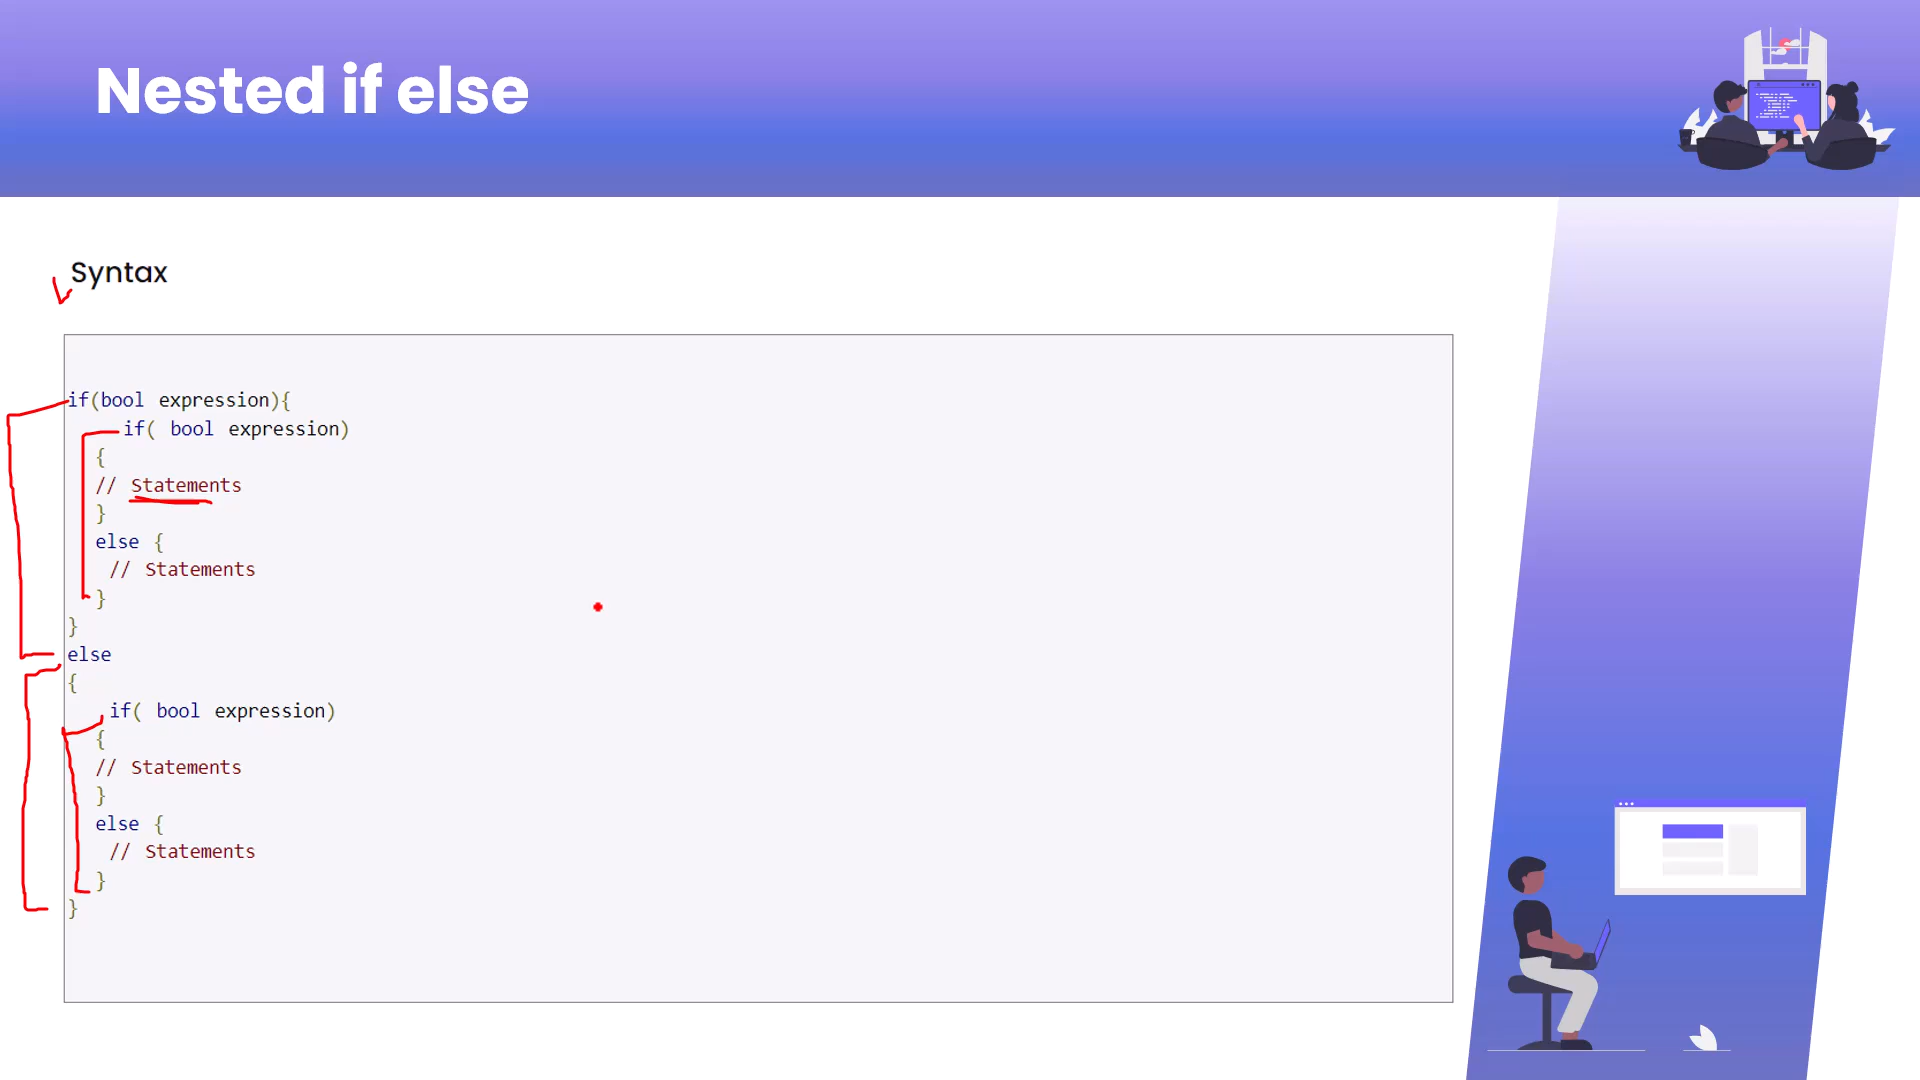 Nested if else
Syntax
if(bool expression){
if( bool expression)
{
// Statements
}
else {
// Statements
}
}
else
{
if( bool expression)
{
// Statements
}
else {
// Statements
}
}